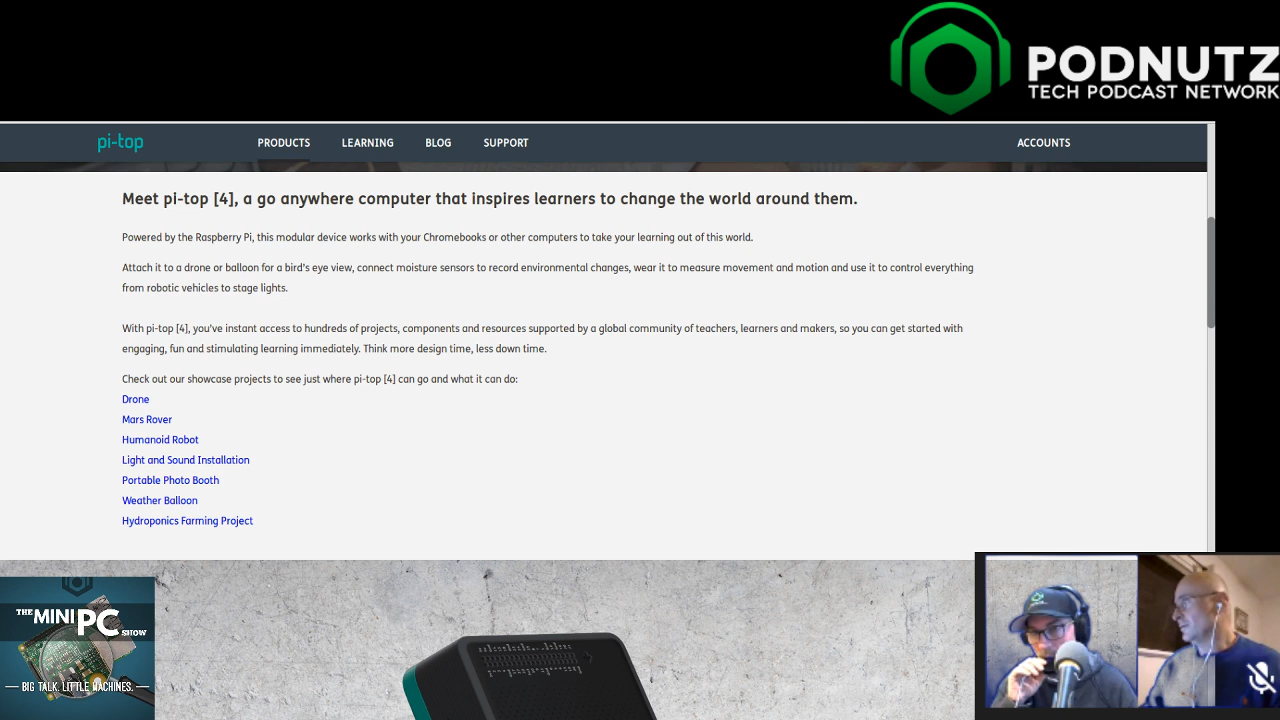 PODNUTZ
TECH PODCAST NETWORK
pi-top
PRODUCTS
LEARNING
BLOG
SUPPORT
ACCOUNTS
Meet pi-top [4], a go anywhere computer that inspires learners to change the world around them.
Powered by the Raspberry Pi, this modular device works with your Chromebooks or other computers to take your learning out of this world.
Attach it to a drone or balloon for a bird's eye view, connect moisture sensors to record environmental changes, wear it to measure movement and motion and use it to control everything
from robotic vehicles to stage lights.
With pi-top [4], you've instant access to hundreds of projects, components and resources supported by a global community of teachers, learners and makers, so you can get started with
engaging, fun and stimulating learning immediately. Think more design time, less down time.
Check out our showcase projects to see just where pi-top [4] can go and what it can do:
Drone
Mars Rover
Humanoid Robot
Light and Sound Installation
Portable Photo Booth
Weather Balloon
Hydroponics Farming Project
THE MINI PC SHOW
BIG TALK. LITTLE MACHINES.